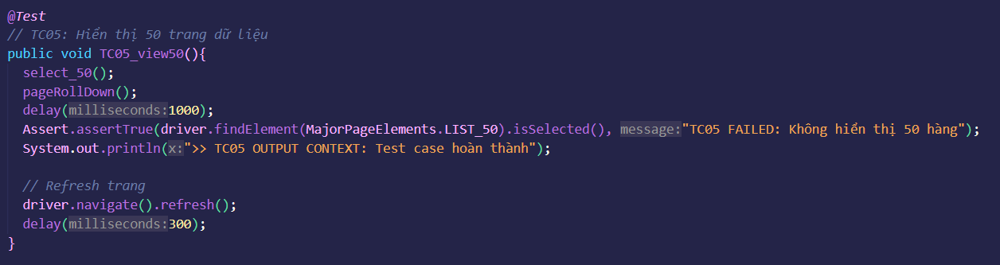 @Test
// TC05: Hiển thị 50 trang dữ liệu
public void TC05_view50(){
select_50();
pageRollDown();
delay(milliseconds:1000);
Assert.assertTrue(driver.findElement(MajorPageElements.LIST_50).isSelected(), message:"TC05 FAILED: Không hiển thị 50 hàng");
System.out.println(x:">> TC05 OUTPUT CONTEXT: Test case hoàn thành");
// Refresh trang
driver.navigate().refresh();
delay(milliseconds:300);
}